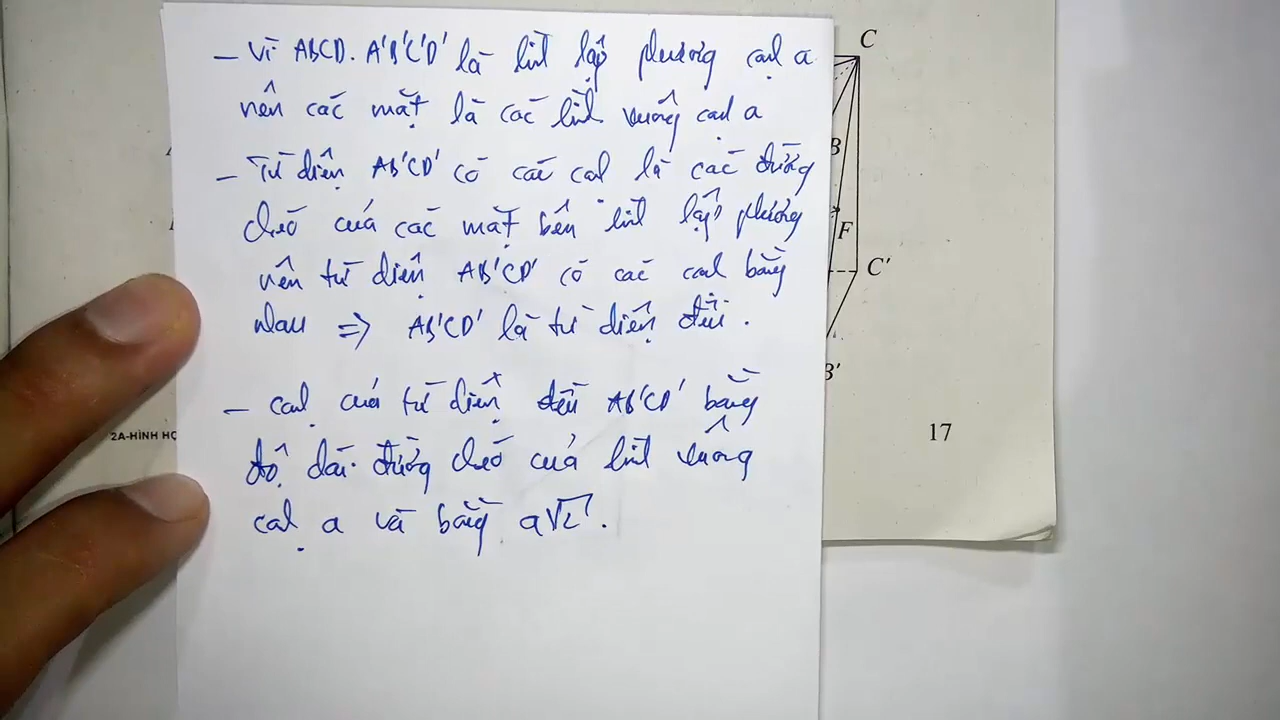 C
- Vì ABCD.A'B'C'D' là hình lập phương cạnh a
nên các mặt là các hình vuông cạnh a
B
- Tứ diện AB'CD' có các cạnh là các đường
chéo của các mặt bên hình lập phương
F
nên tứ diện AB'CD' có các cạnh bằng
C'
nhau => AB'CD' là tứ diện đều.
B'
- cạnh của tứ diện đều AB'CD' bằng
2A-HÌNH HỌ
17
độ dài đường chéo của hình vuông
cạnh a và bằng a√2.